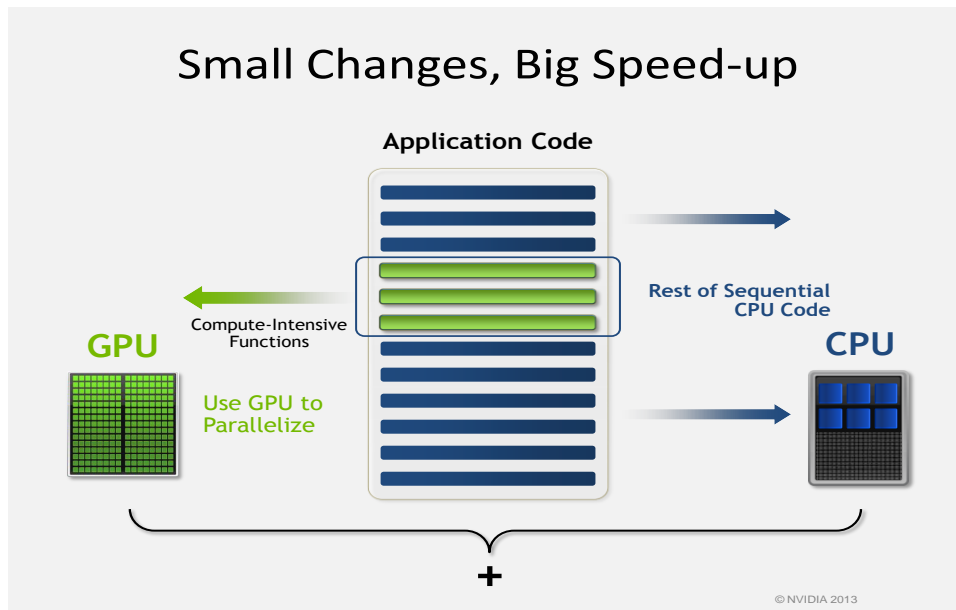 Small Changes, Big Speed-up
Application Code
Compute-Intensive
Functions
Rest of Sequential
CPU Code
GPU
CPU
Use GPU to
Parallelize
+
© NVIDIA 2013